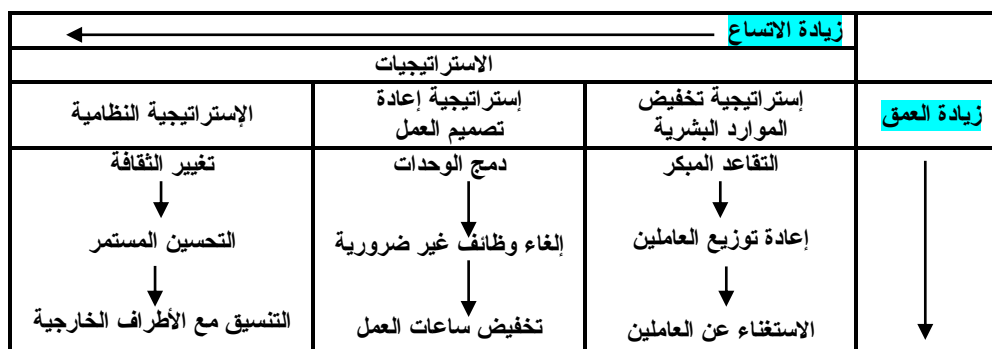 زيادة الاتساع
الاستراتيجيات
زيادة العمق
إستراتيجية تخفيض
الموارد البشرية
إستراتيجية إعادة
تصميم العمل
الإستراتيجية النظامية
التقاعد المبكر
دمج الوحدات
تغيير الثقافة
إعادة توزيع العاملين
إلغاء وظائف غير ضرورية
التحسين المستمر
الاستغناء عن العاملين
تخفيض ساعات العمل
التنسيق مع الأطراف الخارجية